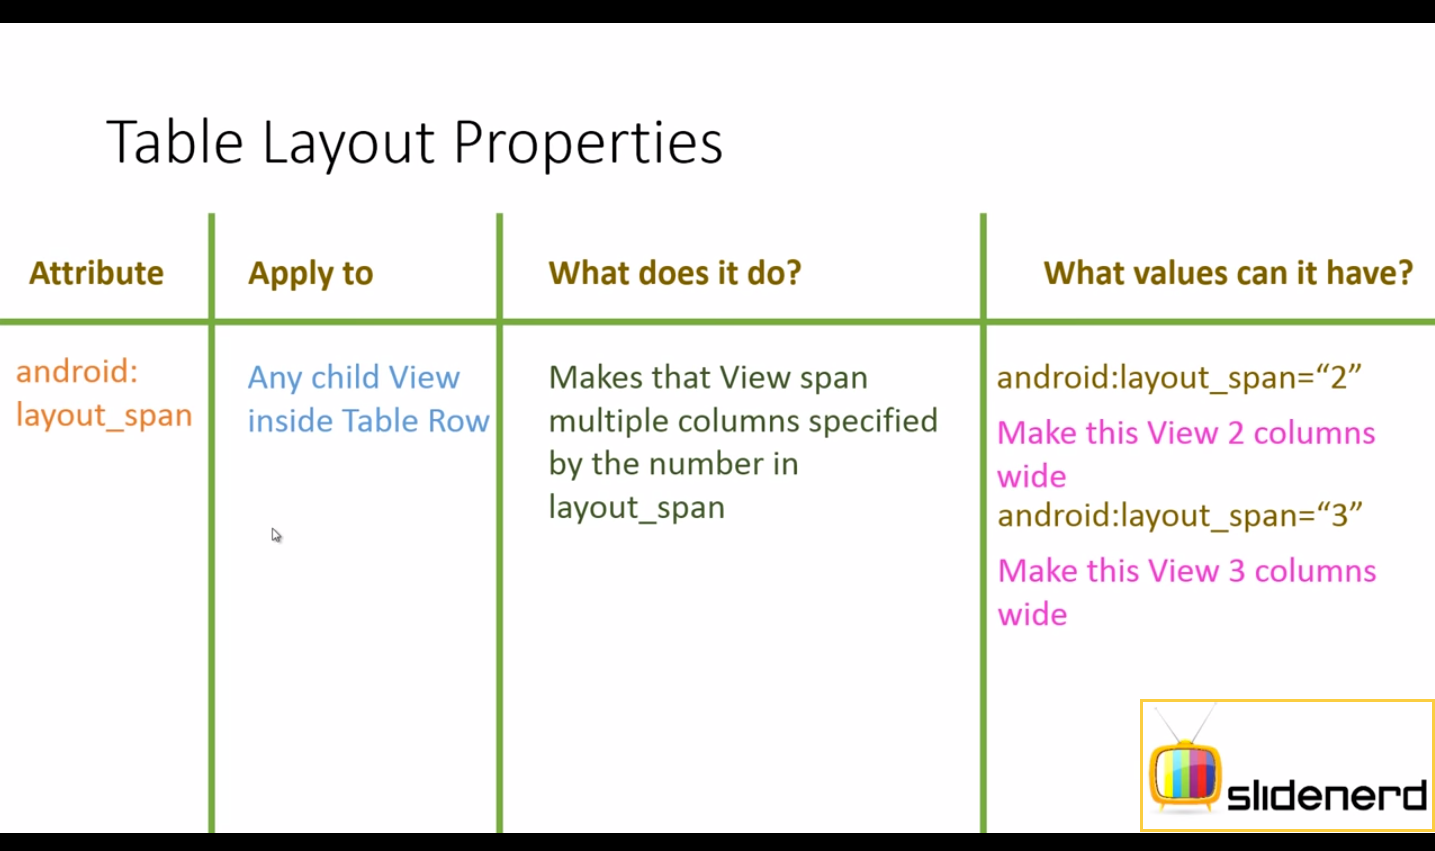 Table Layout Properties
Attribute
Apply to
What does it do?
What values can it have?
android:
layout_span
Any child View
inside Table Row
Makes that View span
multiple columns specified
by the number in
layout_span
android:layout_span=“2”
Make this View 2 columns
wide
android:layout_span=“3”
Make this View 3 columns
wide
slidenerd